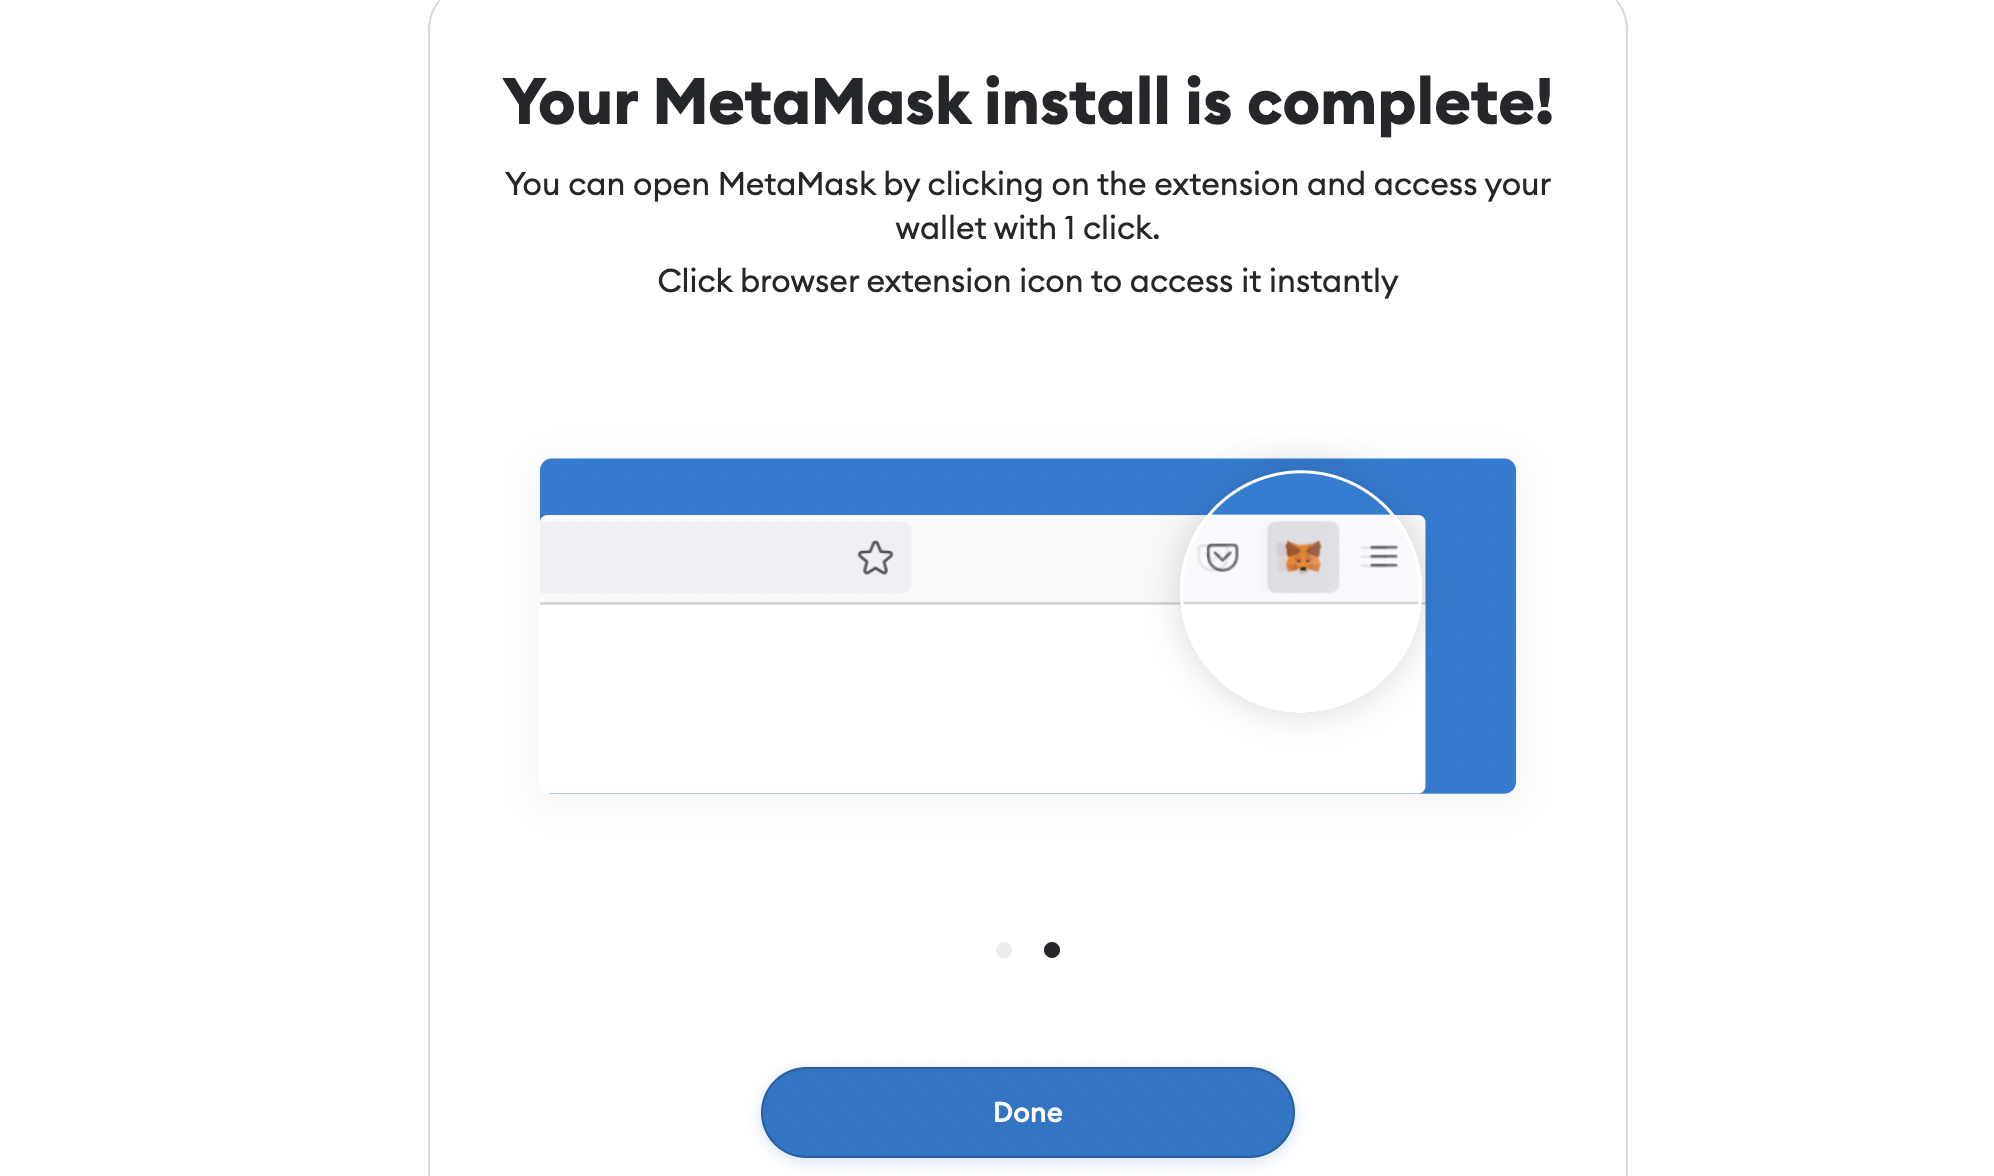 Your MetaMask install is complete!
You can open MetaMask by clicking on the extension and access your
wallet with 1 click.
Click browser extension icon to access it instantly
Done